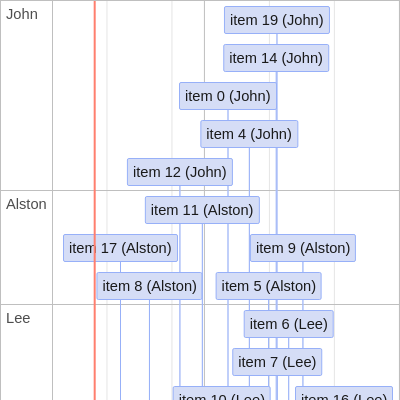 John
item 19 (John)
item 14 (John)
item 0 (John)
item 4 (John)
item 12 (John)
Alston
item 11 (Alston)
item 17 (Alston)
item 9 (Alston)
item 8 (Alston)
item 5 (Alston)
Lee
item 6 (Lee)
item 7 (Lee)
item 10 (Lee)
item 16 (Lee)